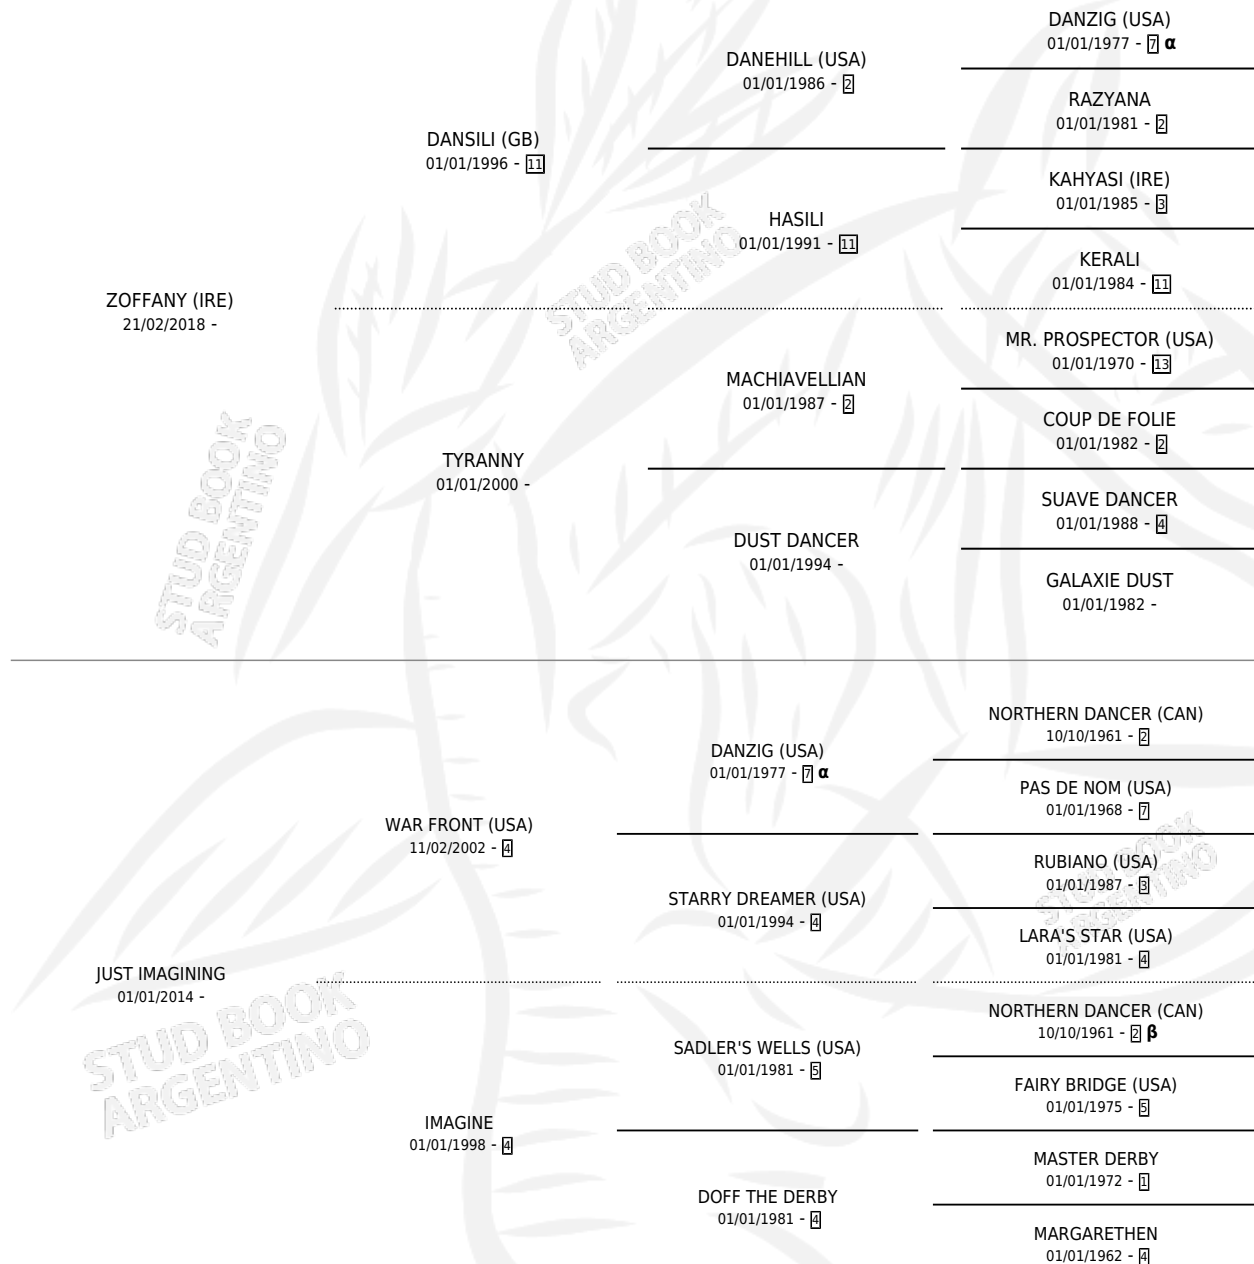 DANZIG (USA)
01/01/1977 - 7 α
DANEHILL (USA)
01/01/1986 - 2
RAZYANA
01/01/1981 - 2
DANSILI (GB)
01/01/1996 - 11
KAHYASI (IRE)
01/01/1985 - 3
HASILI
01/01/1991 - 11
KERALI
01/01/1984 - 11
ZOFFANY (IRE)
21/02/2018 -
MR. PROSPECTOR (USA)
01/01/1970 - 13
MACHIAVELLIAN
01/01/1987 - 2
COUP DE FOLIE
01/01/1982 - 2
TYRANNY
01/01/2000 -
SUAVE DANCER
01/01/1988 - 4
DUST DANCER
01/01/1994 -
GALAXIE DUST
01/01/1982 -
NORTHERN DANCER (CAN)
10/10/1961 - 2
DANZIG (USA)
01/01/1977 - 7 α
PAS DE NOM (USA)
01/01/1968 - 7
WAR FRONT (USA)
11/02/2002 - 4
RUBIANO (USA)
01/01/1987 - 3
STARRY DREAMER (USA)
01/01/1994 - 4
LARA'S STAR (USA)
01/01/1981 - 4
JUST IMAGINING
01/01/2014 -
NORTHERN DANCER (CAN)
10/10/1961 - 2 β
SADLER'S WELLS (USA)
01/01/1981 - 5
FAIRY BRIDGE (USA)
01/01/1975 - 5
IMAGINE
01/01/1998 - 4
MASTER DERBY
01/01/1972 - 1
DOFF THE DERBY
01/01/1981 - 4
MARGARETHEN
01/01/1962 - 4
STUD BOOK
ARGENTINO
STUD BOOK
ARGENTINO
STUD BOOK
ARGENTINO
STUD BOOK
ARGENTINO